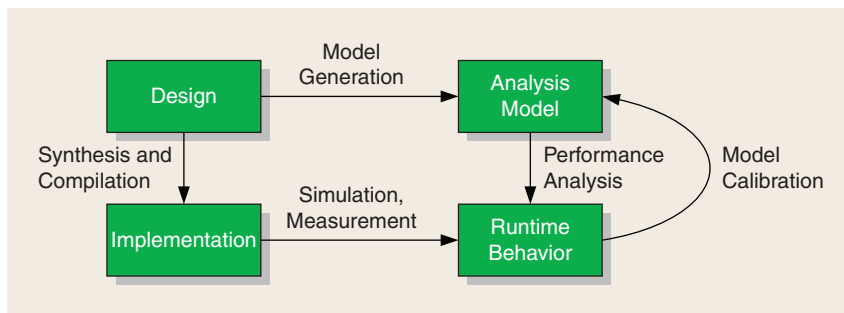 Model
Generation
Design
Analysis
Model
Synthesis and
Compilation
Performance
Analysis
Model
Calibration
Simulation,
Measurement
Implementation
Runtime
Behavior